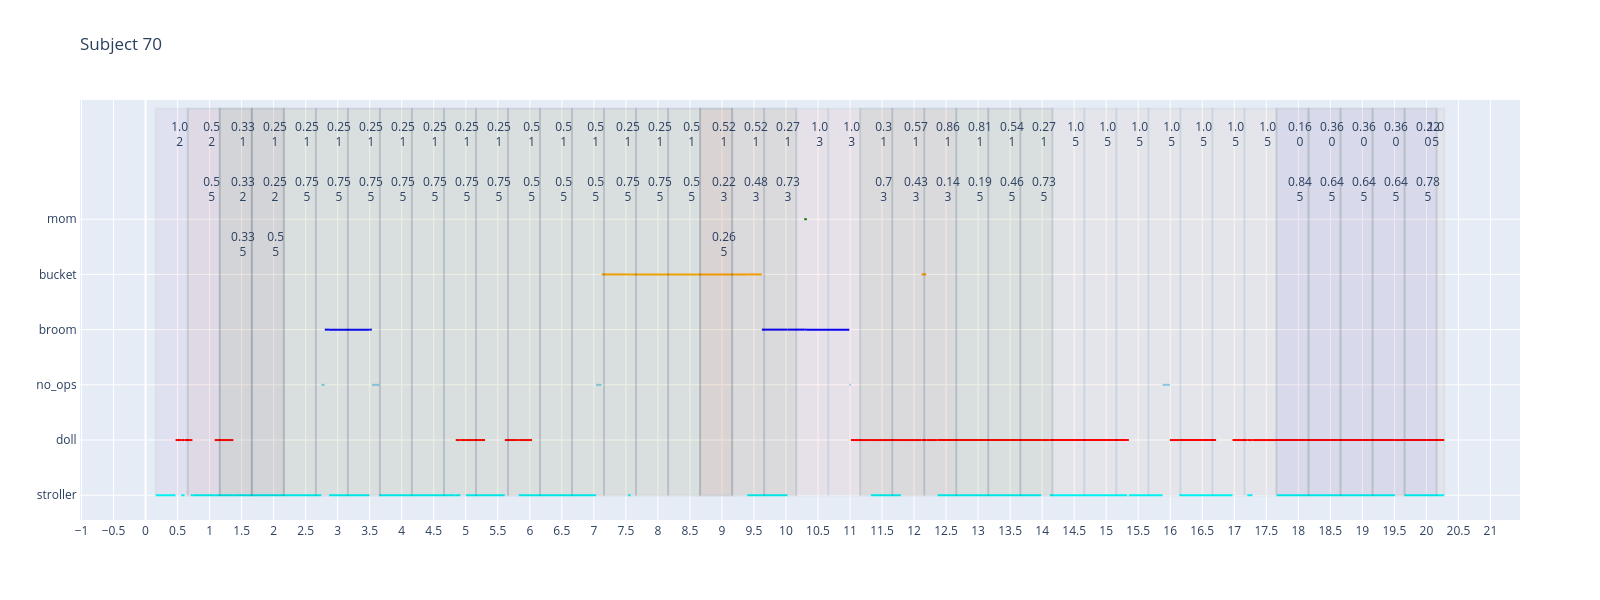 Subject 70
1.0 0.5 0.33 0.25 0.25 0.25 0.25 0.25 0.25 0.25 0.25 0.5 0.5 0.5 0.25 0.25 0.5 0.52 0.52 0.27 1.0 1.0 0.3 0.57 0.86 0.81 0.54 0.27 1.0 1.0 1.0 1.0 1.0 1.0 1.0 0.16 0.36 0.36 0.36
2 2 1 1 1 1 1 1 1 1 1 1 1 1 1 1 1 1 1 1 3 3 1 1 1 1 1 1 5 5 5 5 5 5 5 0 0 0 0 0 5
0.5 0.33 0.25 0.75 0.75 0.75 0.75 0.75 0.75 0.75 0.5 0.5 0.5 0.75 0.75 0.5 0.22 0.48 0.73 0.7 0.43 0.14 0.19 0.46 0.73 0.84 0.64 0.64 0.64 0.78
5 2 2 5 5 5 5 5 5 5 5 5 5 5 5 5 3 3 3 3 3 3 5 5 5 5 5 5 5 5
mom
0.33 0.5 0.26
5 5 5
bucket
broom
no_ops
doll
stroller
−1 −0.5 0 0.5 1 1.5 2 2.5 3 3.5 4 4.5 5 5.5 6 6.5 7 7.5 8 8.5 9 9.5 10 10.5 11 11.5 12 12.5 13 13.5 14 14.5 15 15.5 16 16.5 17 17.5 18 18.5 19 19.5 20 20.5 21